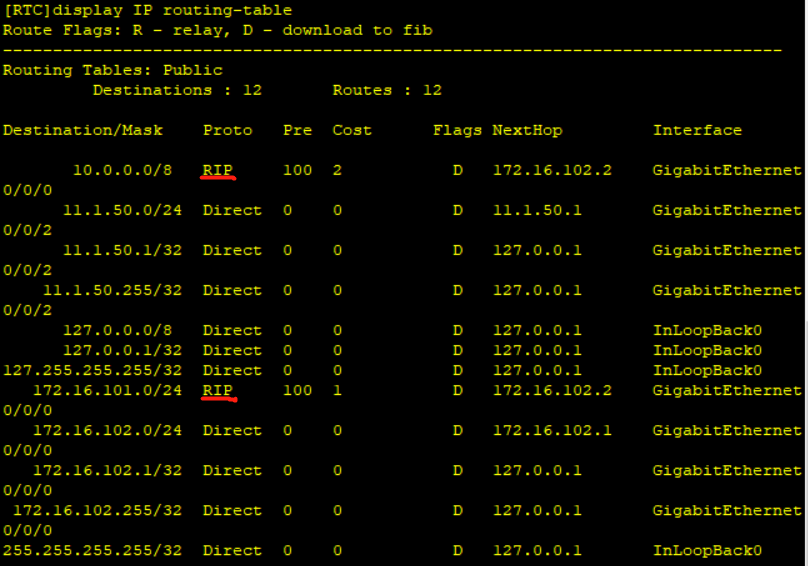 [RTC]display IP routing-table
Route Flags: R - relay, D - download to fib
------------------------------------------------------------------------------
Routing Tables: Public
         Destinations : 12       Routes : 12

Destination/Mask    Proto   Pre  Cost      Flags NextHop         Interface

       10.0.0.0/8   RIP     100  2           D   172.16.102.2    GigabitEthernet
0/0/0
      11.1.50.0/24  Direct  0    0           D   11.1.50.1       GigabitEthernet
0/0/2
      11.1.50.1/32  Direct  0    0           D   127.0.0.1       GigabitEthernet
0/0/2
    11.1.50.255/32  Direct  0    0           D   127.0.0.1       GigabitEthernet
0/0/2
      127.0.0.0/8   Direct  0    0           D   127.0.0.1       InLoopBack0
      127.0.0.1/32  Direct  0    0           D   127.0.0.1       InLoopBack0
127.255.255.255/32  Direct  0    0           D   127.0.0.1       InLoopBack0
   172.16.101.0/24  RIP     100  1           D   172.16.102.2    GigabitEthernet
0/0/0
   172.16.102.0/24  Direct  0    0           D   172.16.102.1    GigabitEthernet
0/0/0
   172.16.102.1/32  Direct  0    0           D   127.0.0.1       GigabitEthernet
0/0/0
 172.16.102.255/32  Direct  0    0           D   127.0.0.1       GigabitEthernet
0/0/0
255.255.255.255/32  Direct  0    0           D   127.0.0.1       InLoopBack0